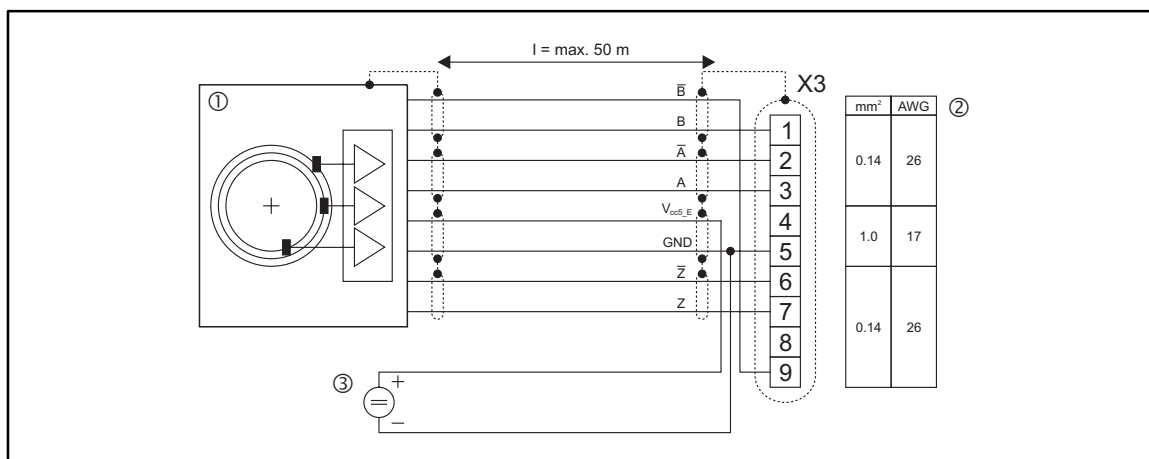 l = max. 50 m
①
X3
②
mm² AWG
B̅
B
A̅
A
Vcc5_E
GND
Z̅
Z
1
2
3
4
5
6
7
8
9
0.14 26
1.0 17
0.14 26
③
+
=
−